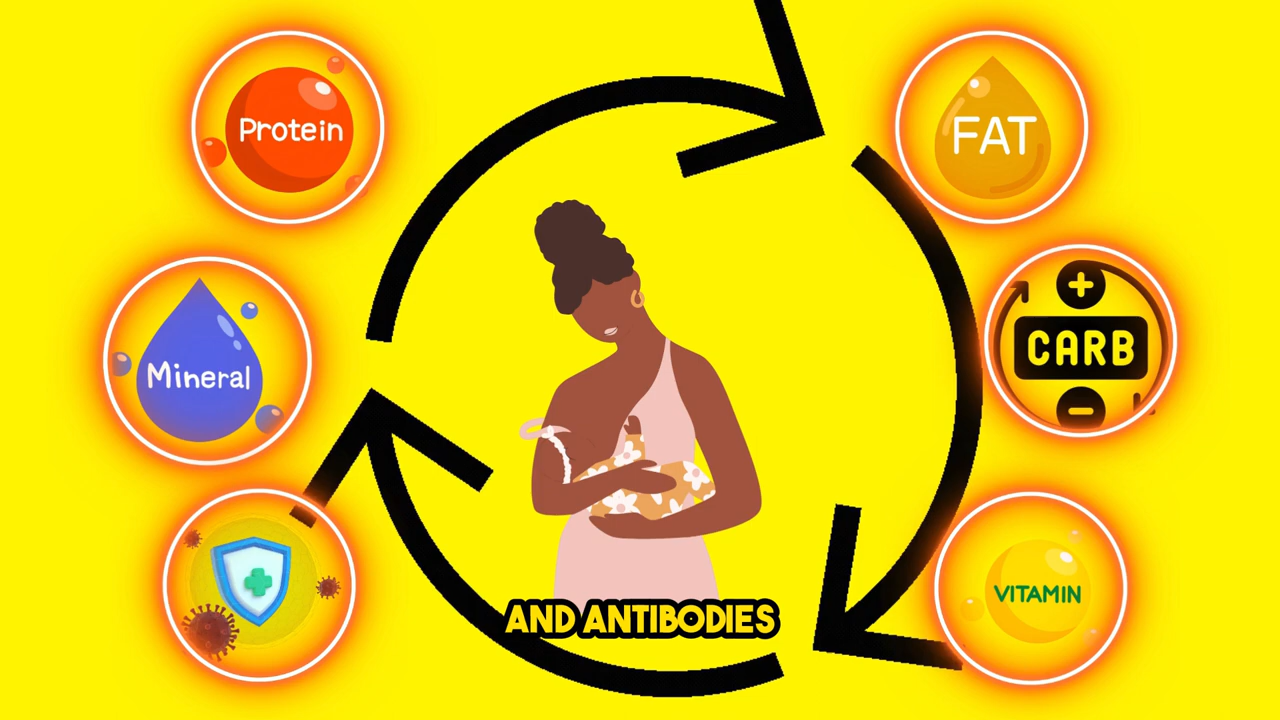 Protein
FAT
Mineral
CARB
VITAMIN
AND ANTIBODIES